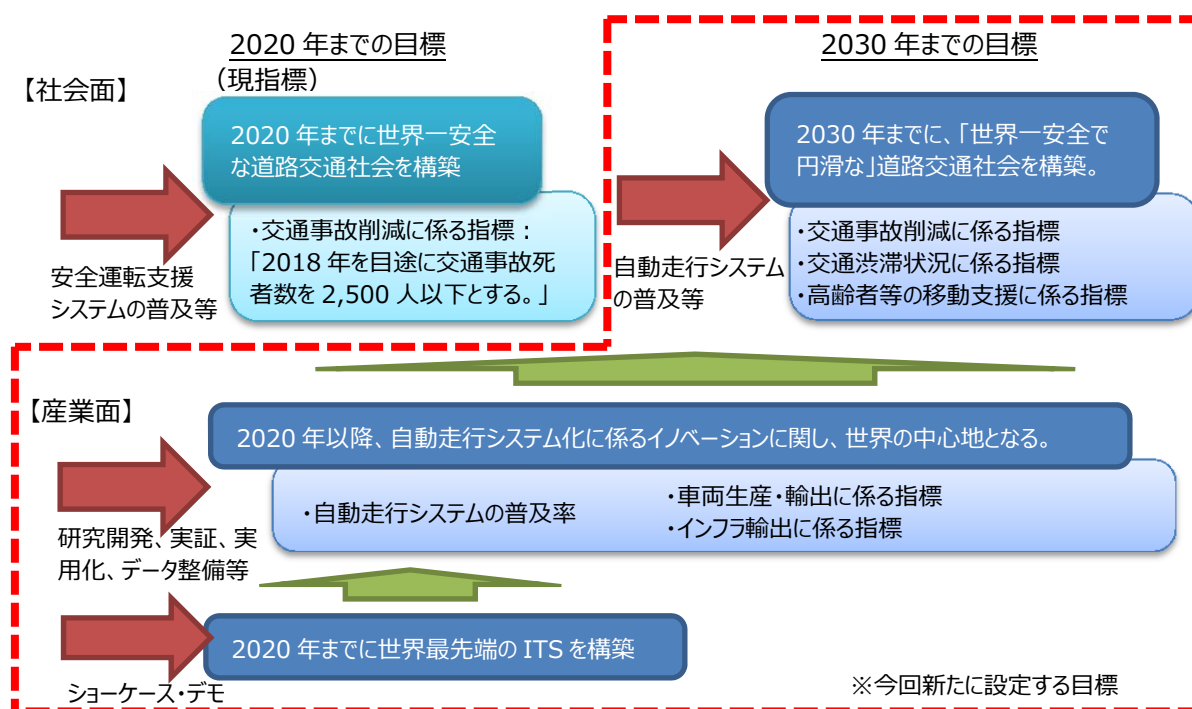 2020 年までの目標
（現指標）
2030 年までの目標
【社会面】
2020 年までに世界一安全
な道路交通社会を構築
・交通事故削減に係る指標：
「2018 年を目途に交通事故死
者数を 2,500 人以下とする。」
安全運転支援
システムの普及等
2030 年までに、「世界一安全で
円滑な」道路交通社会を構築。
・交通事故削減に係る指標
・交通渋滞状況に係る指標
・高齢者等の移動支援に係る指標
自動走行システム
の普及等
【産業面】
2020 年以降、自動走行システム化に係るイノベーションに関し、世界の中心地となる。
・自動走行システムの普及率
・車両生産・輸出に係る指標
・インフラ輸出に係る指標
研究開発、実証、実
用化、データ整備等
2020 年までに世界最先端の ITS を構築
ショーケース・デモ
※今回新たに設定する目標